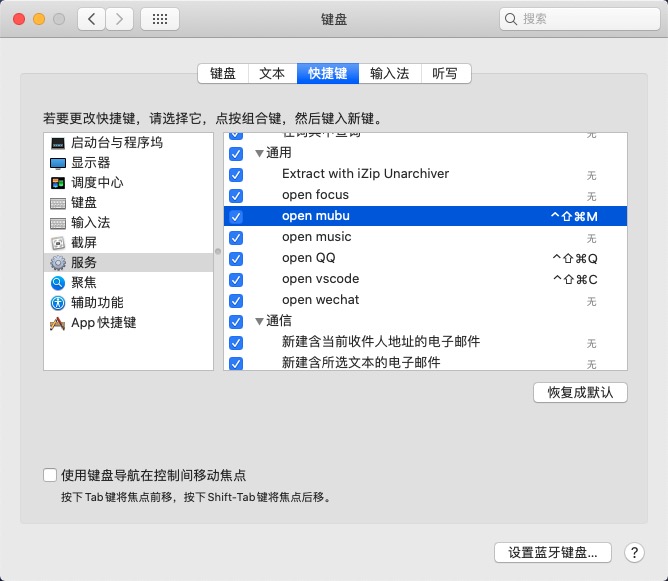 键盘
搜索
键盘 文本 快捷键 输入法 听写
若要更改快捷键，请选择它，点按组合键，然后键入新键。
启动台与程序坞
显示器
调度中心
键盘
输入法
截屏
服务
聚焦
辅助功能
App 快捷键
在词典中查询 无
通用
Extract with iZip Unarchiver 无
open focus 无
open mubu ^⇧⌘M
open music 无
open QQ ^⇧⌘Q
open vscode ^⇧⌘C
open wechat 无
通信
新建含当前收件人地址的电子邮件 无
新建含所选文本的电子邮件 无
恢复成默认
使用键盘导航在控制间移动焦点
按下 Tab 键将焦点前移，按下 Shift-Tab 键将焦点后移。
设置蓝牙键盘... ?